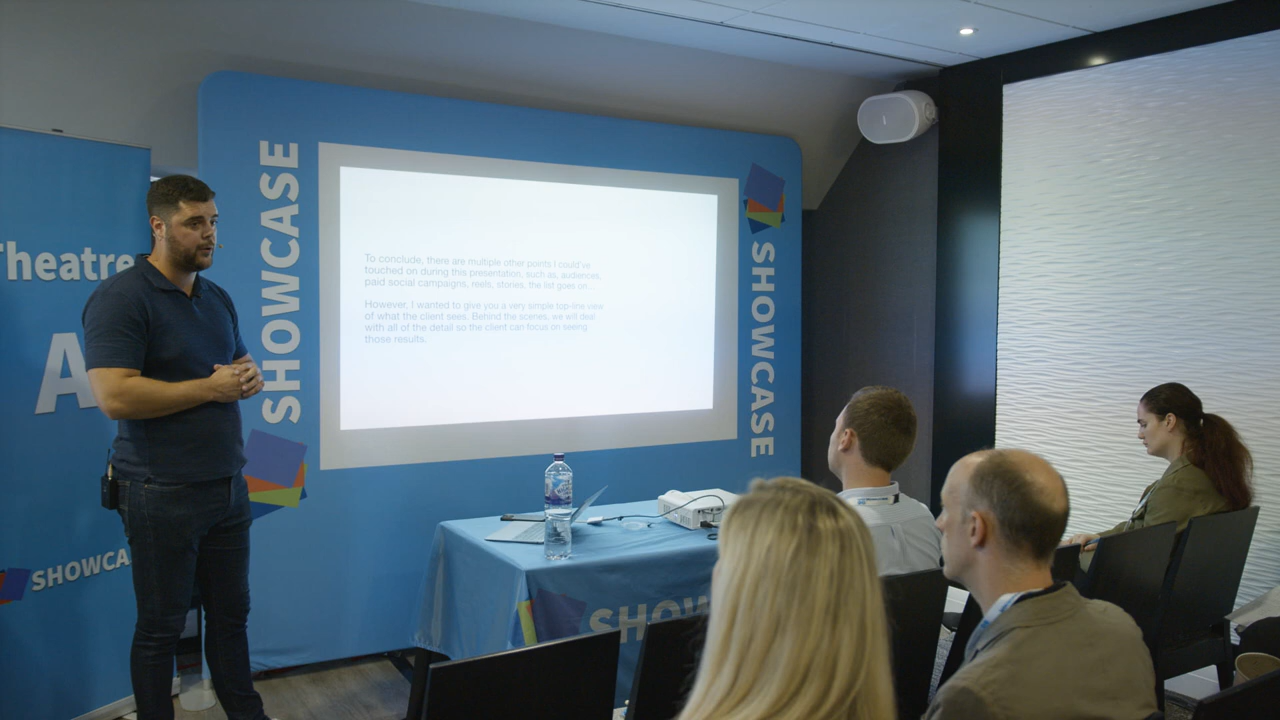 Theatre
A
SHOWCA
SHOWCASE
To conclude, there are multiple other points I could've
touched on during this presentation, such as, audiences,
paid social campaigns, reels, stories, the list goes on...
However, I wanted to give you a very simple top-line view
of what the client sees. Behind the scenes, we will deal
with all of the detail so the client can focus on seeing
those results.
SHOWCASE
SHOW